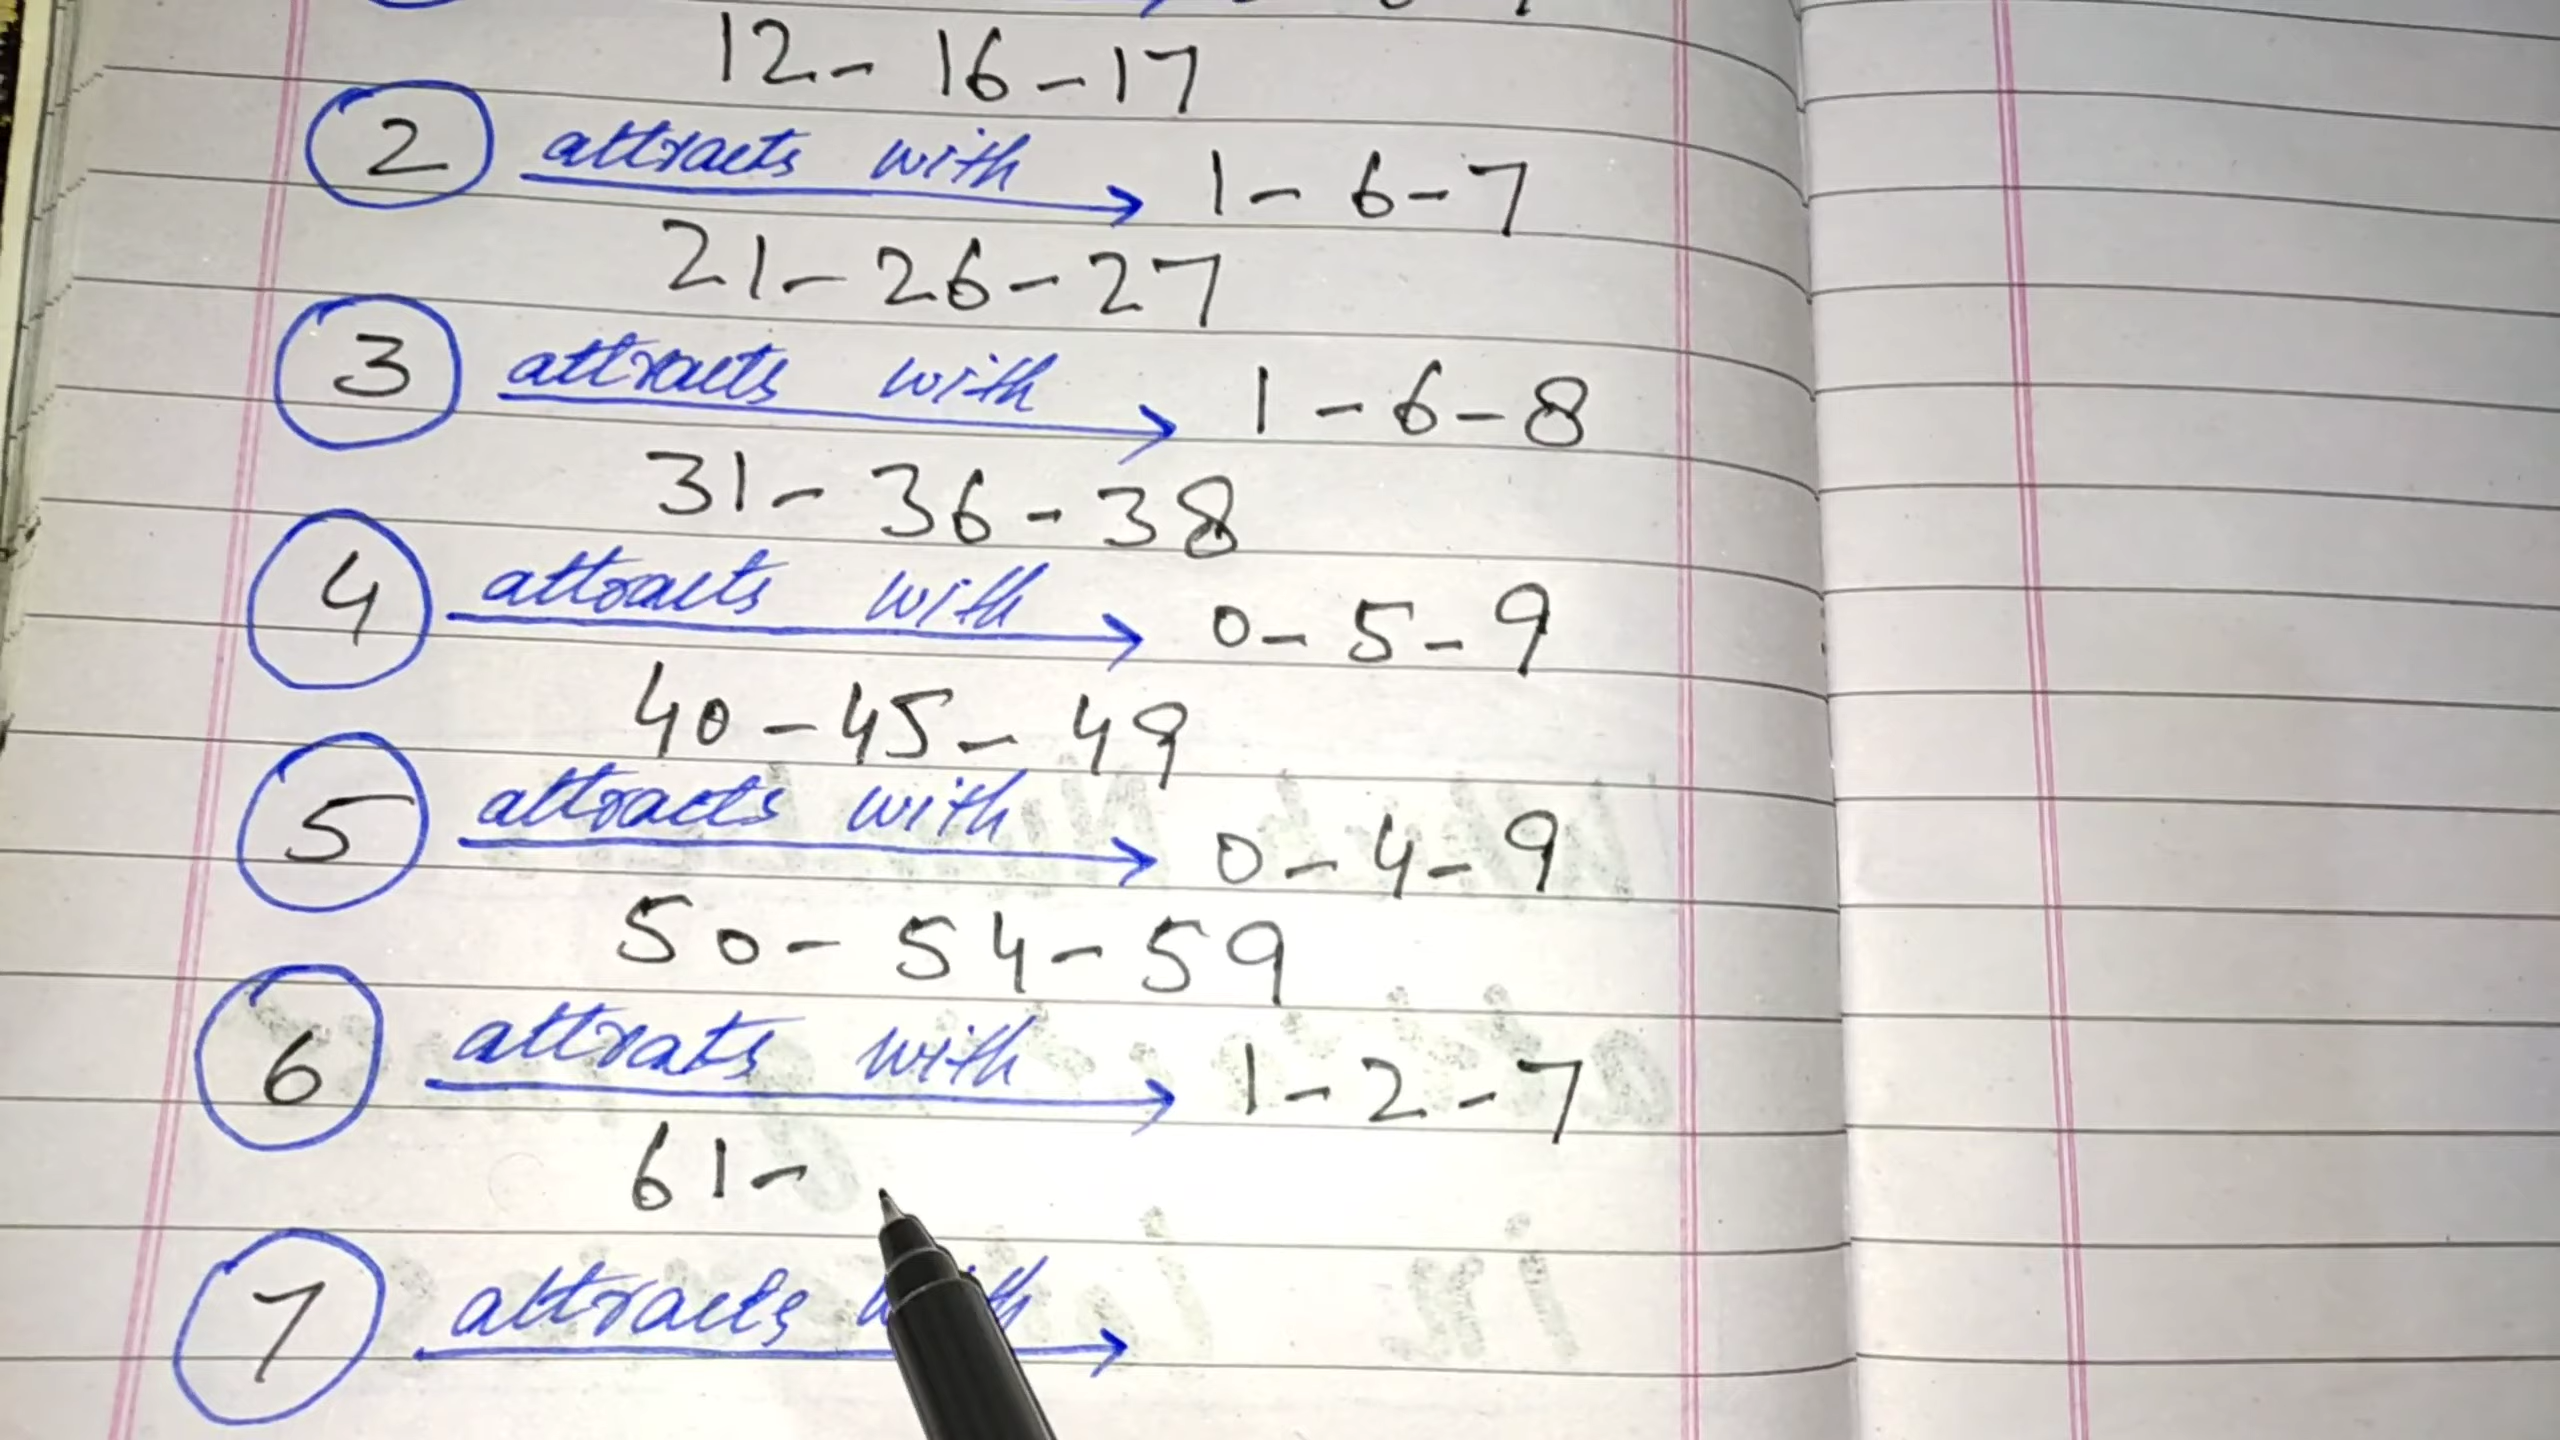 12 - 16 - 17
2 attracts with → 1 - 6 - 7
21 - 26 - 27
3 attracts with → 1 - 6 - 8
31 - 36 - 38
4 attracts with → 0 - 5 - 9
40 - 45 - 49
5 attracts with → 0 - 4 - 9
50 - 54 - 59
6 attrats with → 1 - 2 - 7
61 -
7 attracts with →